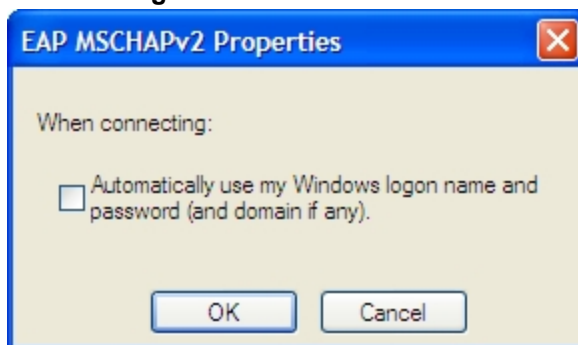 EAP MSCHAPv2 Properties
When connecting:
Automatically use my Windows logon name and
password (and domain if any).
OK
Cancel